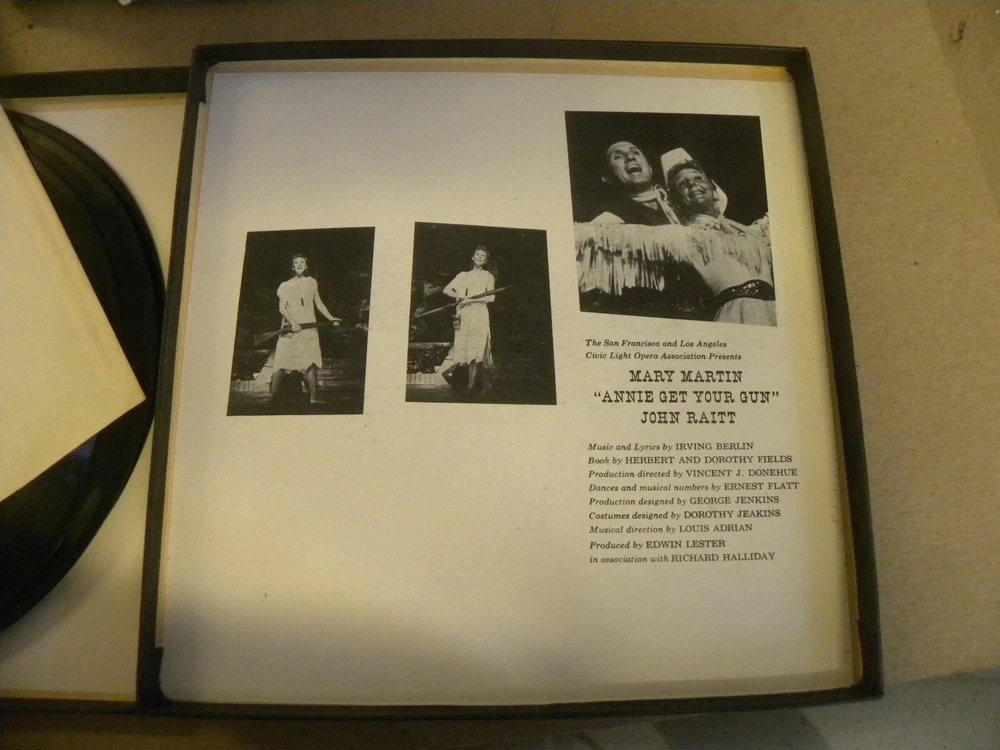 The San Francisco and Los Angeles
Civic Light Opera Association Presents
MARY MARTIN
"ANNIE GET YOUR GUN"
JOHN RAITT
Music and Lyrics by IRVING BERLIN
Book by HERBERT AND DOROTHY FIELDS
Production directed by VINCENT J. DONEHUE
Dances and musical numbers by ERNEST FLATT
Production designed by GEORGE JENKINS
Costumes designed by DOROTHY JEAKINS
Musical direction by LOUIS ADRIAN
Produced by EDWIN LESTER
in association with RICHARD HALLIDAY